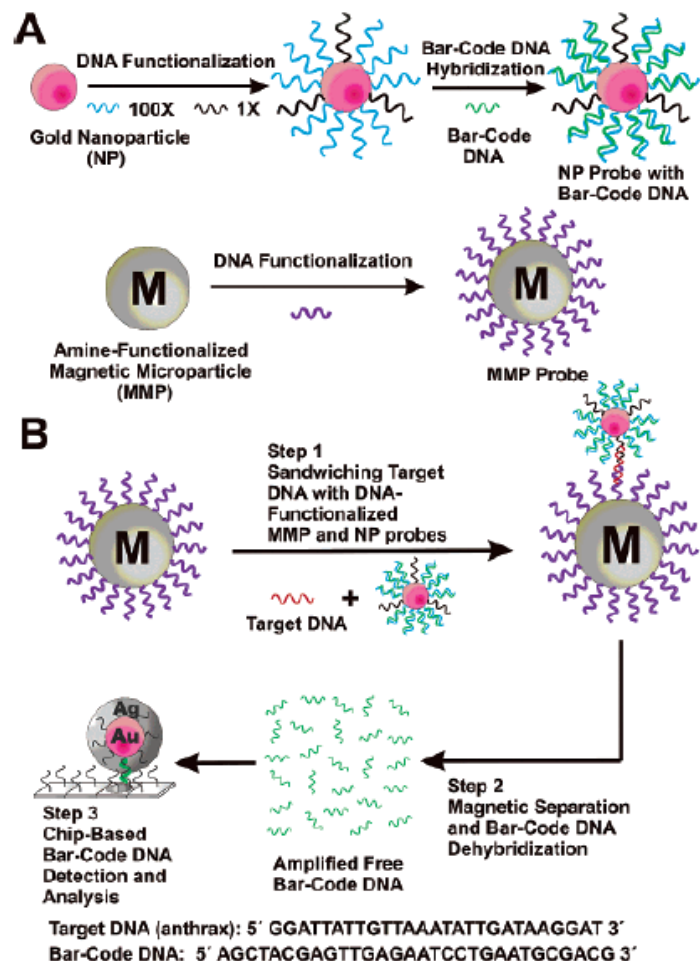 A
DNA Functionalization
100X 1X
Gold Nanoparticle
(NP)
Bar-Code DNA
Hybridization
Bar-Code
DNA
NP Probe with
Bar-Code DNA
M
DNA Functionalization
M
Amine-Functionalized
Magnetic Microparticle
(MMP)
MMP Probe
B
M
Step 1
Sandwiching Target
DNA with DNA-
Functionalized
MMP and NP probes
+
Target DNA
M
Ag
Au
Step 3
Chip-Based
Bar-Code DNA
Detection and
Analysis
Amplified Free
Bar-Code DNA
Step 2
Magnetic Separation
and Bar-Code DNA
Dehybridization
Target DNA (anthrax): 5´ GGATTATTGTTAAATATTGATAAGGAT 3´
Bar-Code DNA: 5´ AGCTACGAGTTGAGAATCCTGAATGCGACG 3´